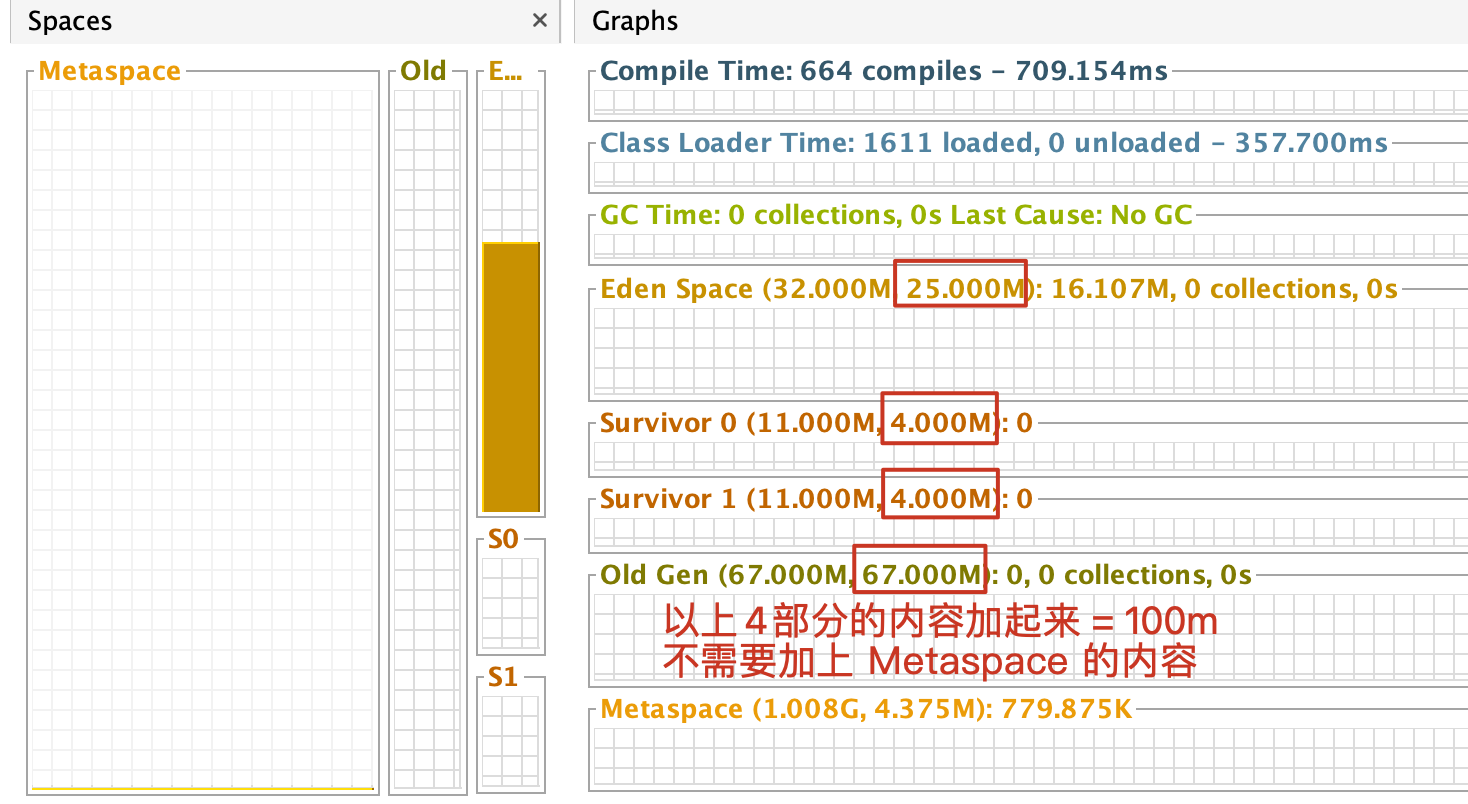 Spaces ×
Graphs
Metaspace
Old
E...
S0
S1
Compile Time: 664 compiles – 709.154ms
Class Loader Time: 1611 loaded, 0 unloaded – 357.700ms
GC Time: 0 collections, 0s Last Cause: No GC
Eden Space (32.000M, 25.000M): 16.107M, 0 collections, 0s
Survivor 0 (11.000M, 4.000M): 0
Survivor 1 (11.000M, 4.000M): 0
Old Gen (67.000M, 67.000M): 0, 0 collections, 0s
以上4部分的内容加起来 = 100m
不需要加上 Metaspace 的内容
Metaspace (1.008G, 4.375M): 779.875K